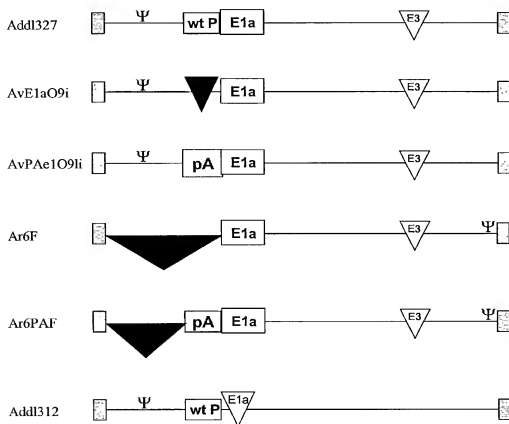 Addl327 Ψ wt P E1a E3
AvE1aO9i Ψ E1a E3
AvPAe1O9li Ψ pA E1a E3
Ar6F E1a E3 Ψ
Ar6PAF pA E1a E3 Ψ
Addl312 Ψ wt P E1a